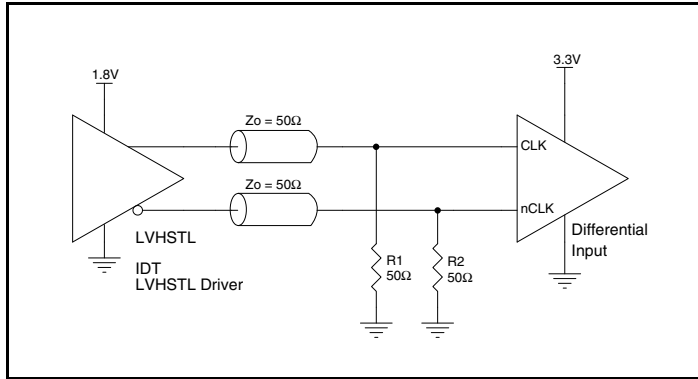 1.8V
3.3V
Zo = 50Ω
CLK
Zo = 50Ω
nCLK
LVHSTL
IDT
LVHSTL Driver
R1
50Ω
R2
50Ω
Differential
Input